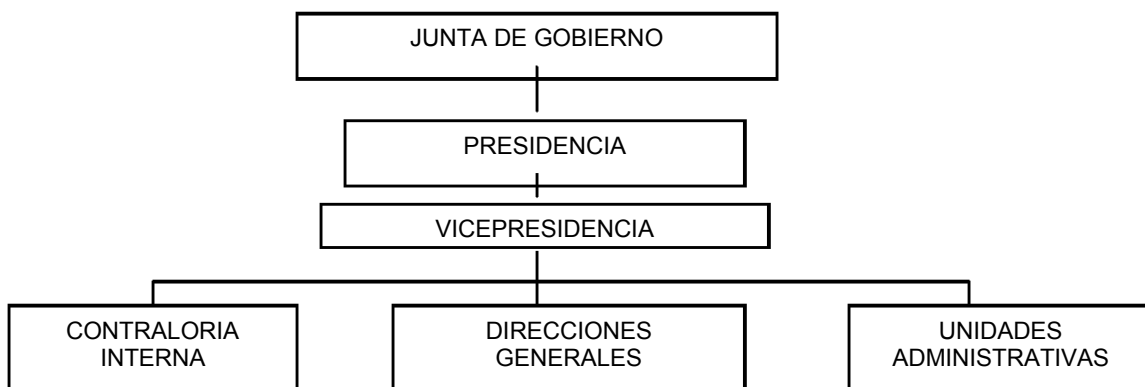 JUNTA DE GOBIERNO
PRESIDENCIA
VICEPRESIDENCIA
CONTRALORIA
INTERNA
DIRECCIONES
GENERALES
UNIDADES
ADMINISTRATIVAS